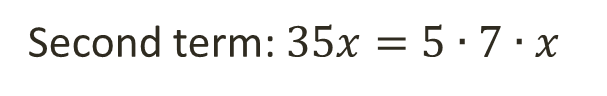 Second term: 35𝑥 = 5 · 7 · 𝑥